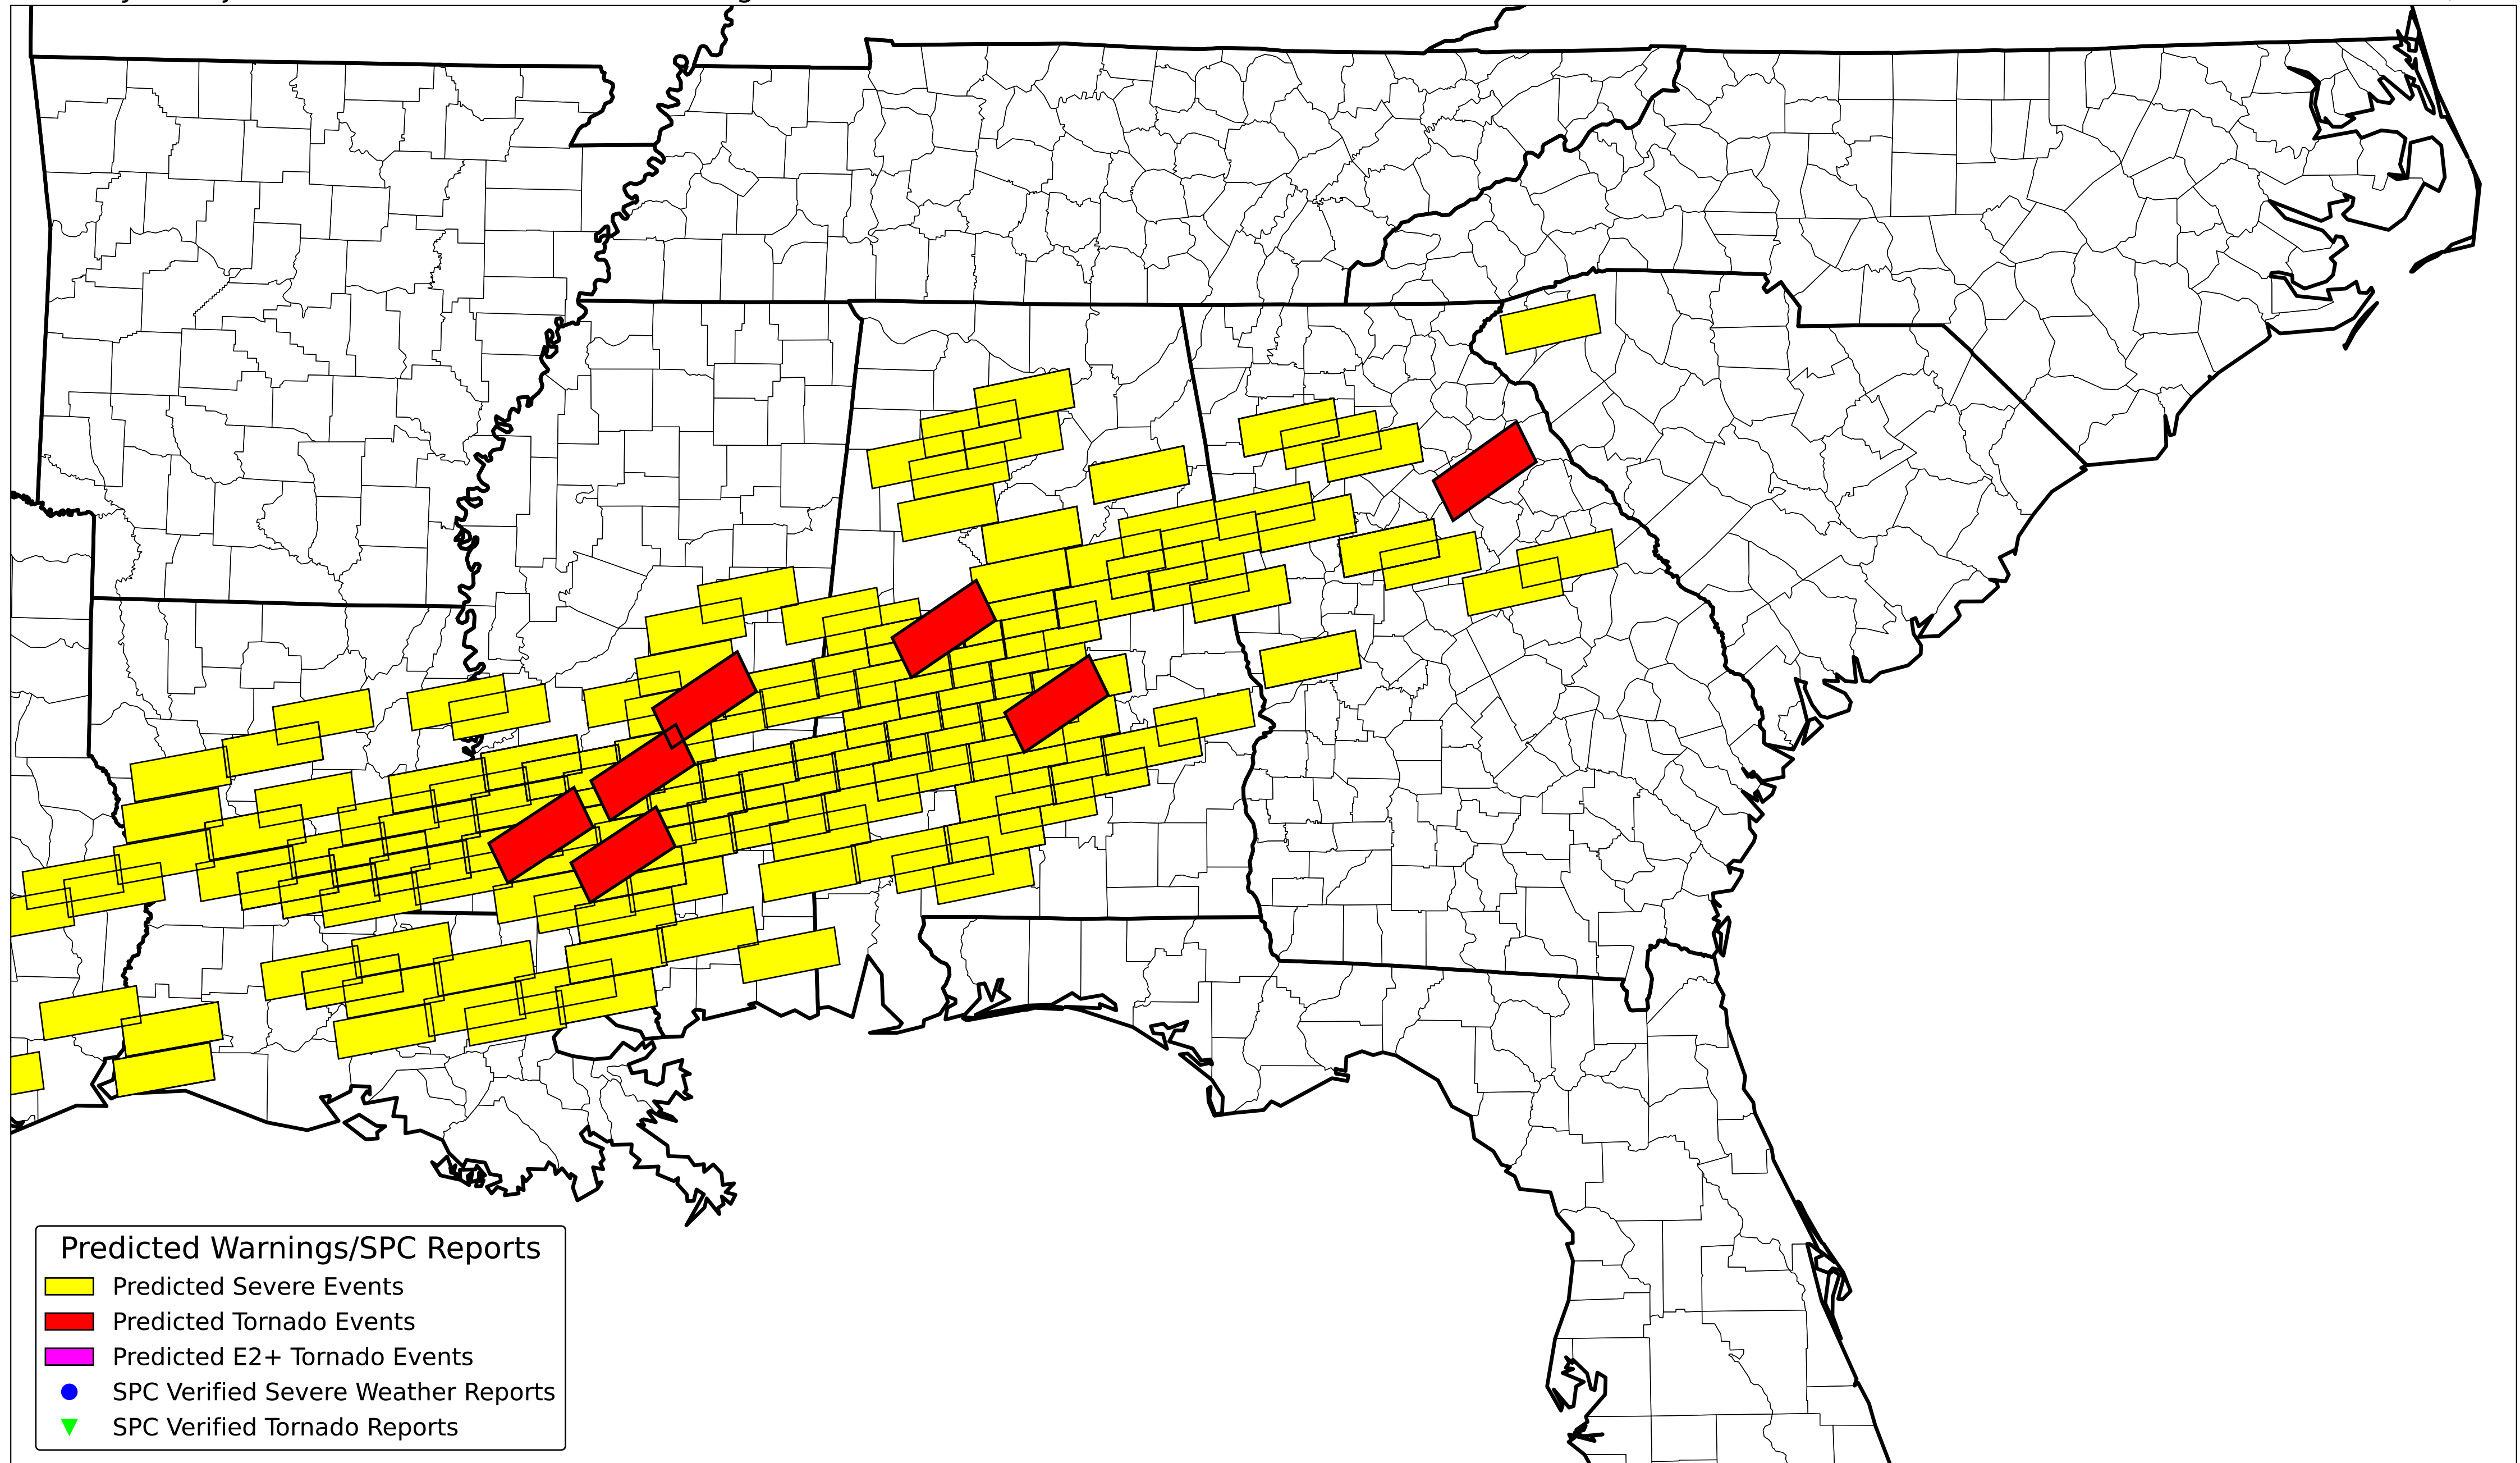 Predicted Warnings/SPC Reports
Predicted Severe Events
Predicted Tornado Events
Predicted E2+ Tornado Events
SPC Verified Severe Weather Reports
SPC Verified Tornado Reports